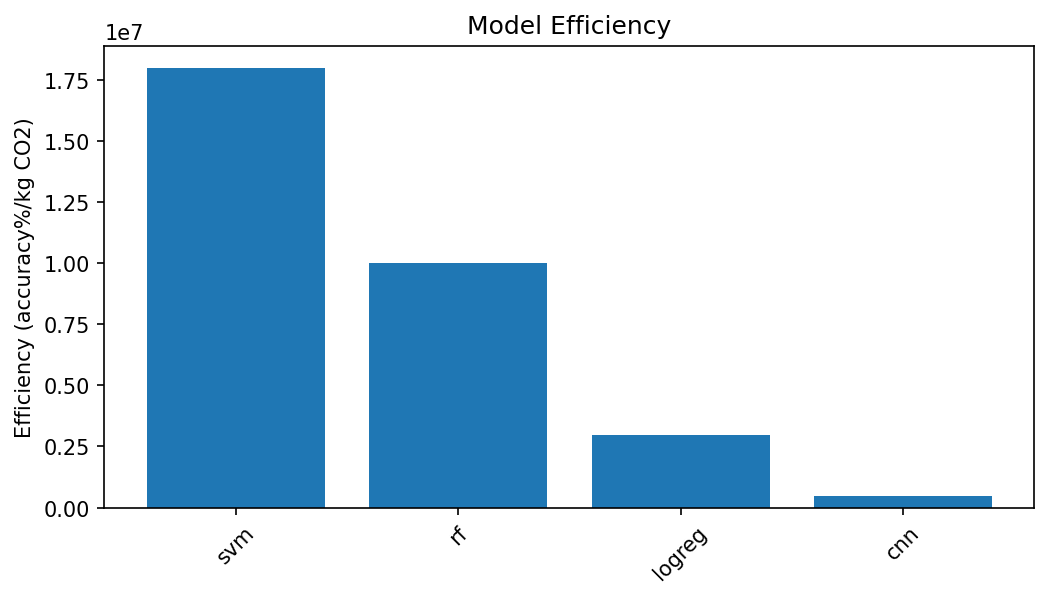 Model Efficiency
1e7
Efficiency (accuracy%/kg CO2)
1.75
1.50
1.25
1.00
0.75
0.50
0.25
0.00
svm
rf
logreg
cnn